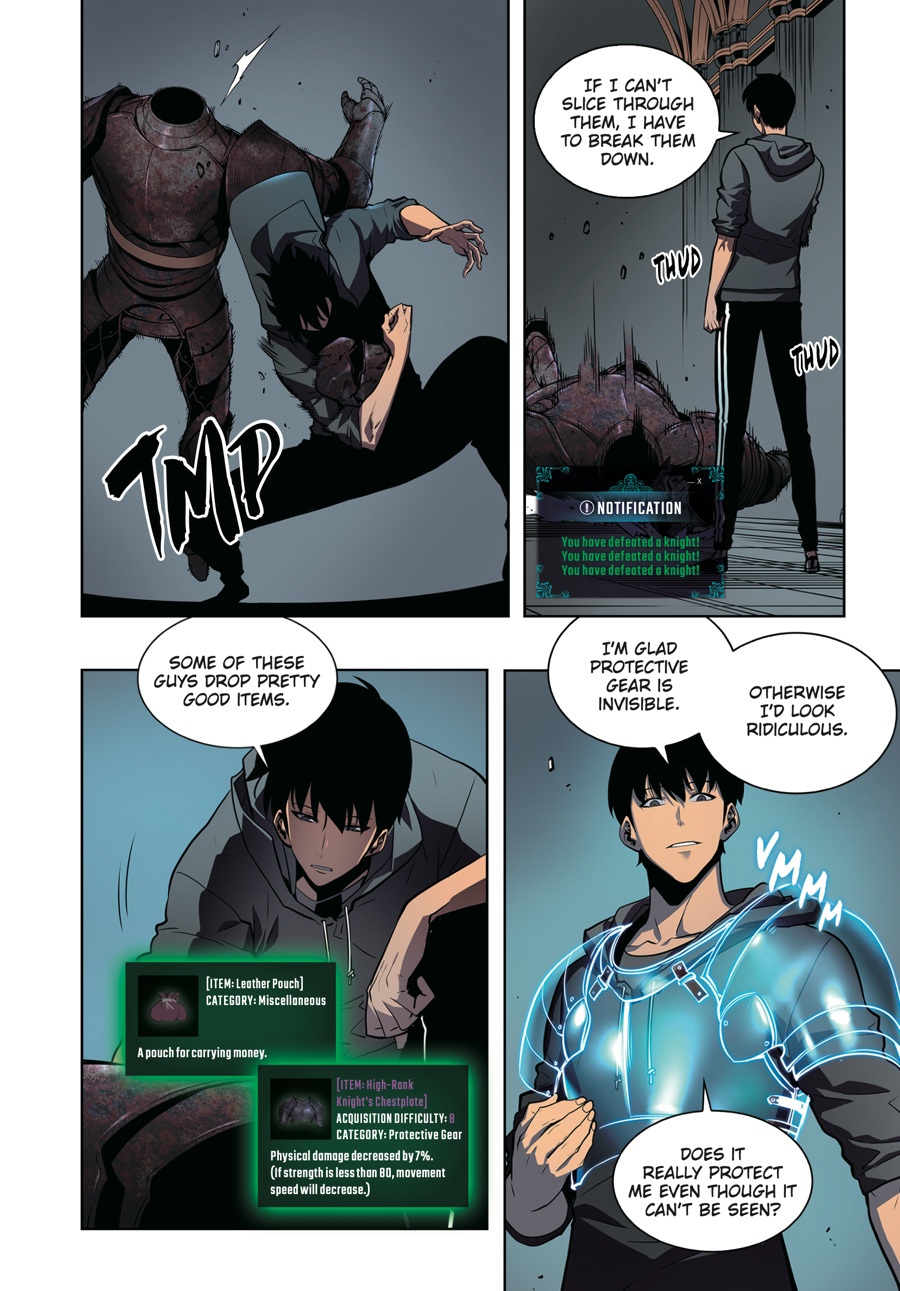 TMP
IF I CAN'T
SLICE THROUGH
THEM, I HAVE
TO BREAK THEM
DOWN.
THUD
THUD
_ X
! NOTIFICATION
You have defeated a knight!
You have defeated a knight!
You have defeated a knight!
SOME OF THESE
GUYS DROP PRETTY
GOOD ITEMS.
[ITEM: Leather Pouch]
CATEGORY: Miscellaneous
A pouch for carrying money.
[ITEM: High-Rank
Knight's Chestplate]
ACQUISITION DIFFICULTY: B
CATEGORY: Protective Gear
Physical damage decreased by 7%.
(If strength is less than 80, movement
speed will decrease.)
I'M GLAD
PROTECTIVE
GEAR IS
INVISIBLE.
OTHERWISE
I'D LOOK
RIDICULOUS.
VMMM
DOES IT
REALLY PROTECT
ME EVEN THOUGH IT
CAN'T BE SEEN?